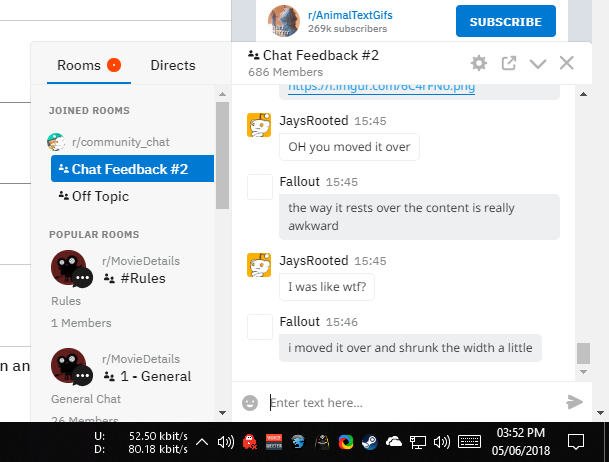 r/AnimalTextGifs
269k subscribers
SUBSCRIBE
Rooms
Directs
JOINED ROOMS
r/community_chat
Chat Feedback #2
Off Topic
POPULAR ROOMS
r/MovieDetails
#Rules
Rules
1 Members
r/MovieDetails
1 - General
General Chat
26 Members
n an
Chat Feedback #2
686 Members
https://i.imgur.com/6C4rFNo.png
JaysRooted 15:45
OH you moved it over
Fallout 15:45
the way it rests over the content is really
awkward
JaysRooted 15:45
I was like wtf?
Fallout 15:46
i moved it over and shrunk the width a little
Enter text here...
U: 52.50 kbit/s
D: 80.18 kbit/s
03:52 PM
05/06/2018